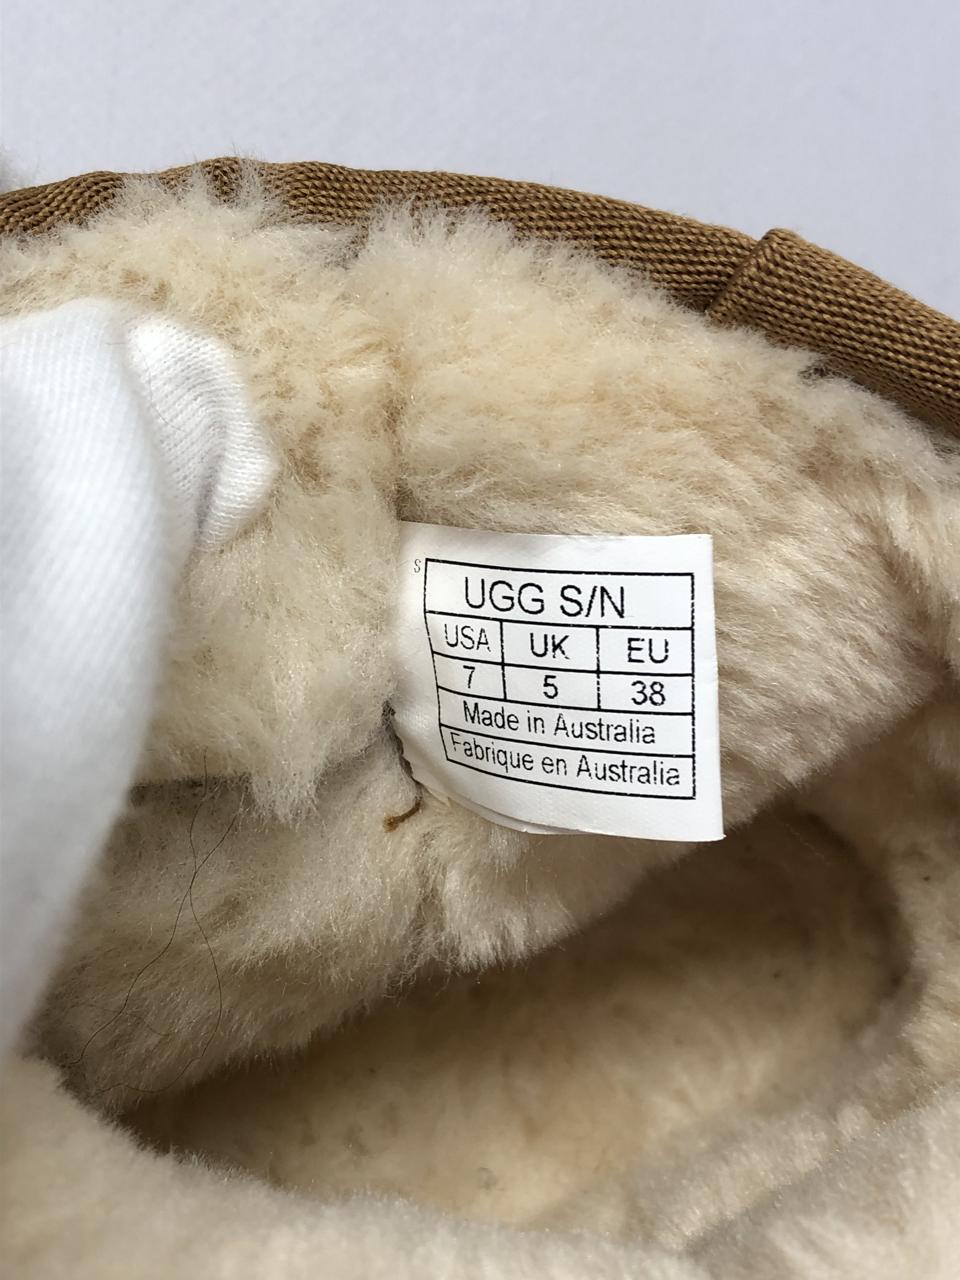 S
UGG S/N
USA UK EU
7 5 38
Made in Australia
Fabrique en Australia